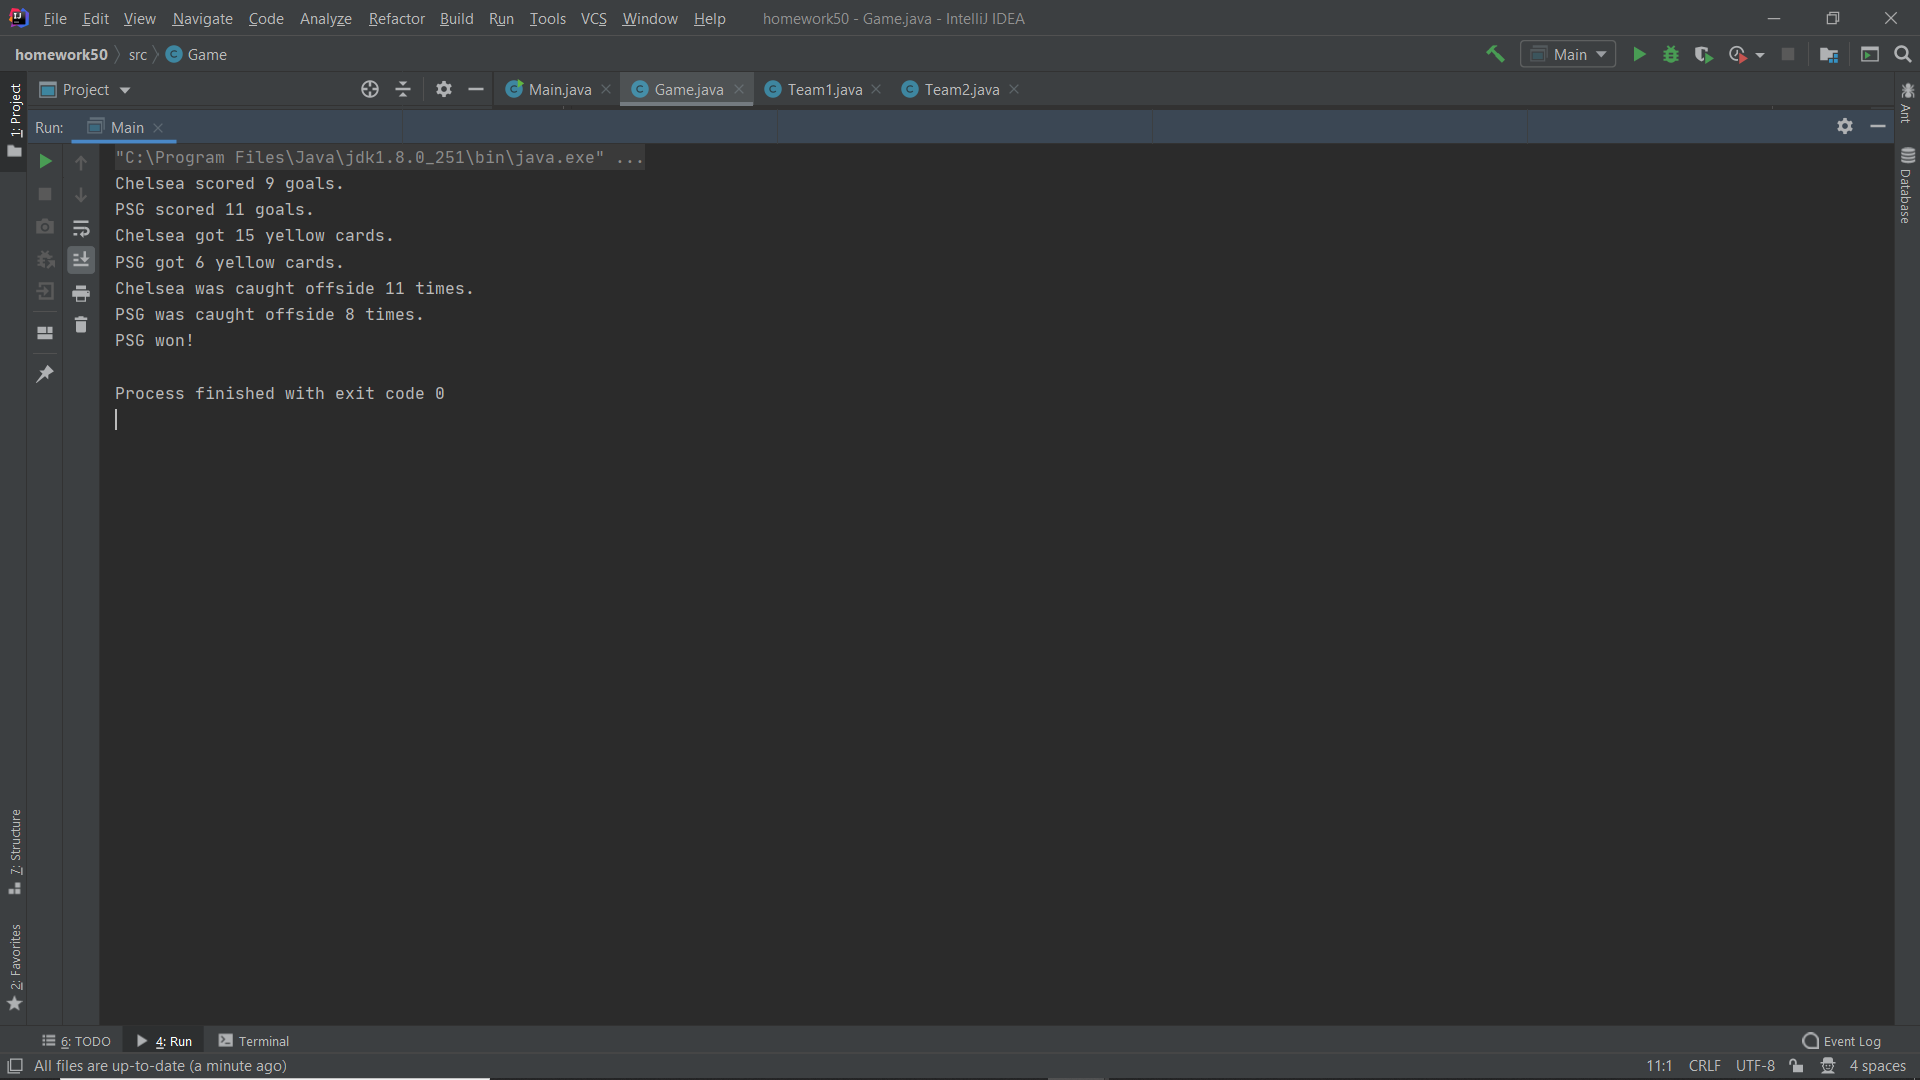 File Edit View Navigate Code Analyze Refactor Build Run Tools VCS Window Help homework50 - Game.java - IntelliJ IDEA
homework50 src Game Main
1: Project
Project Main.java Game.java Team1.java Team2.java
Ant
Run: Main
"C:\Program Files\Java\jdk1.8.0_251\bin\java.exe" ...
Chelsea scored 9 goals.
PSG scored 11 goals.
Chelsea got 15 yellow cards.
PSG got 6 yellow cards.
Chelsea was caught offside 11 times.
PSG was caught offside 8 times.
PSG won!
Process finished with exit code 0
Database
7: Structure
2: Favorites
6: TODO 4: Run Terminal Event Log
All files are up-to-date (a minute ago) 11:1 CRLF UTF-8 4 spaces